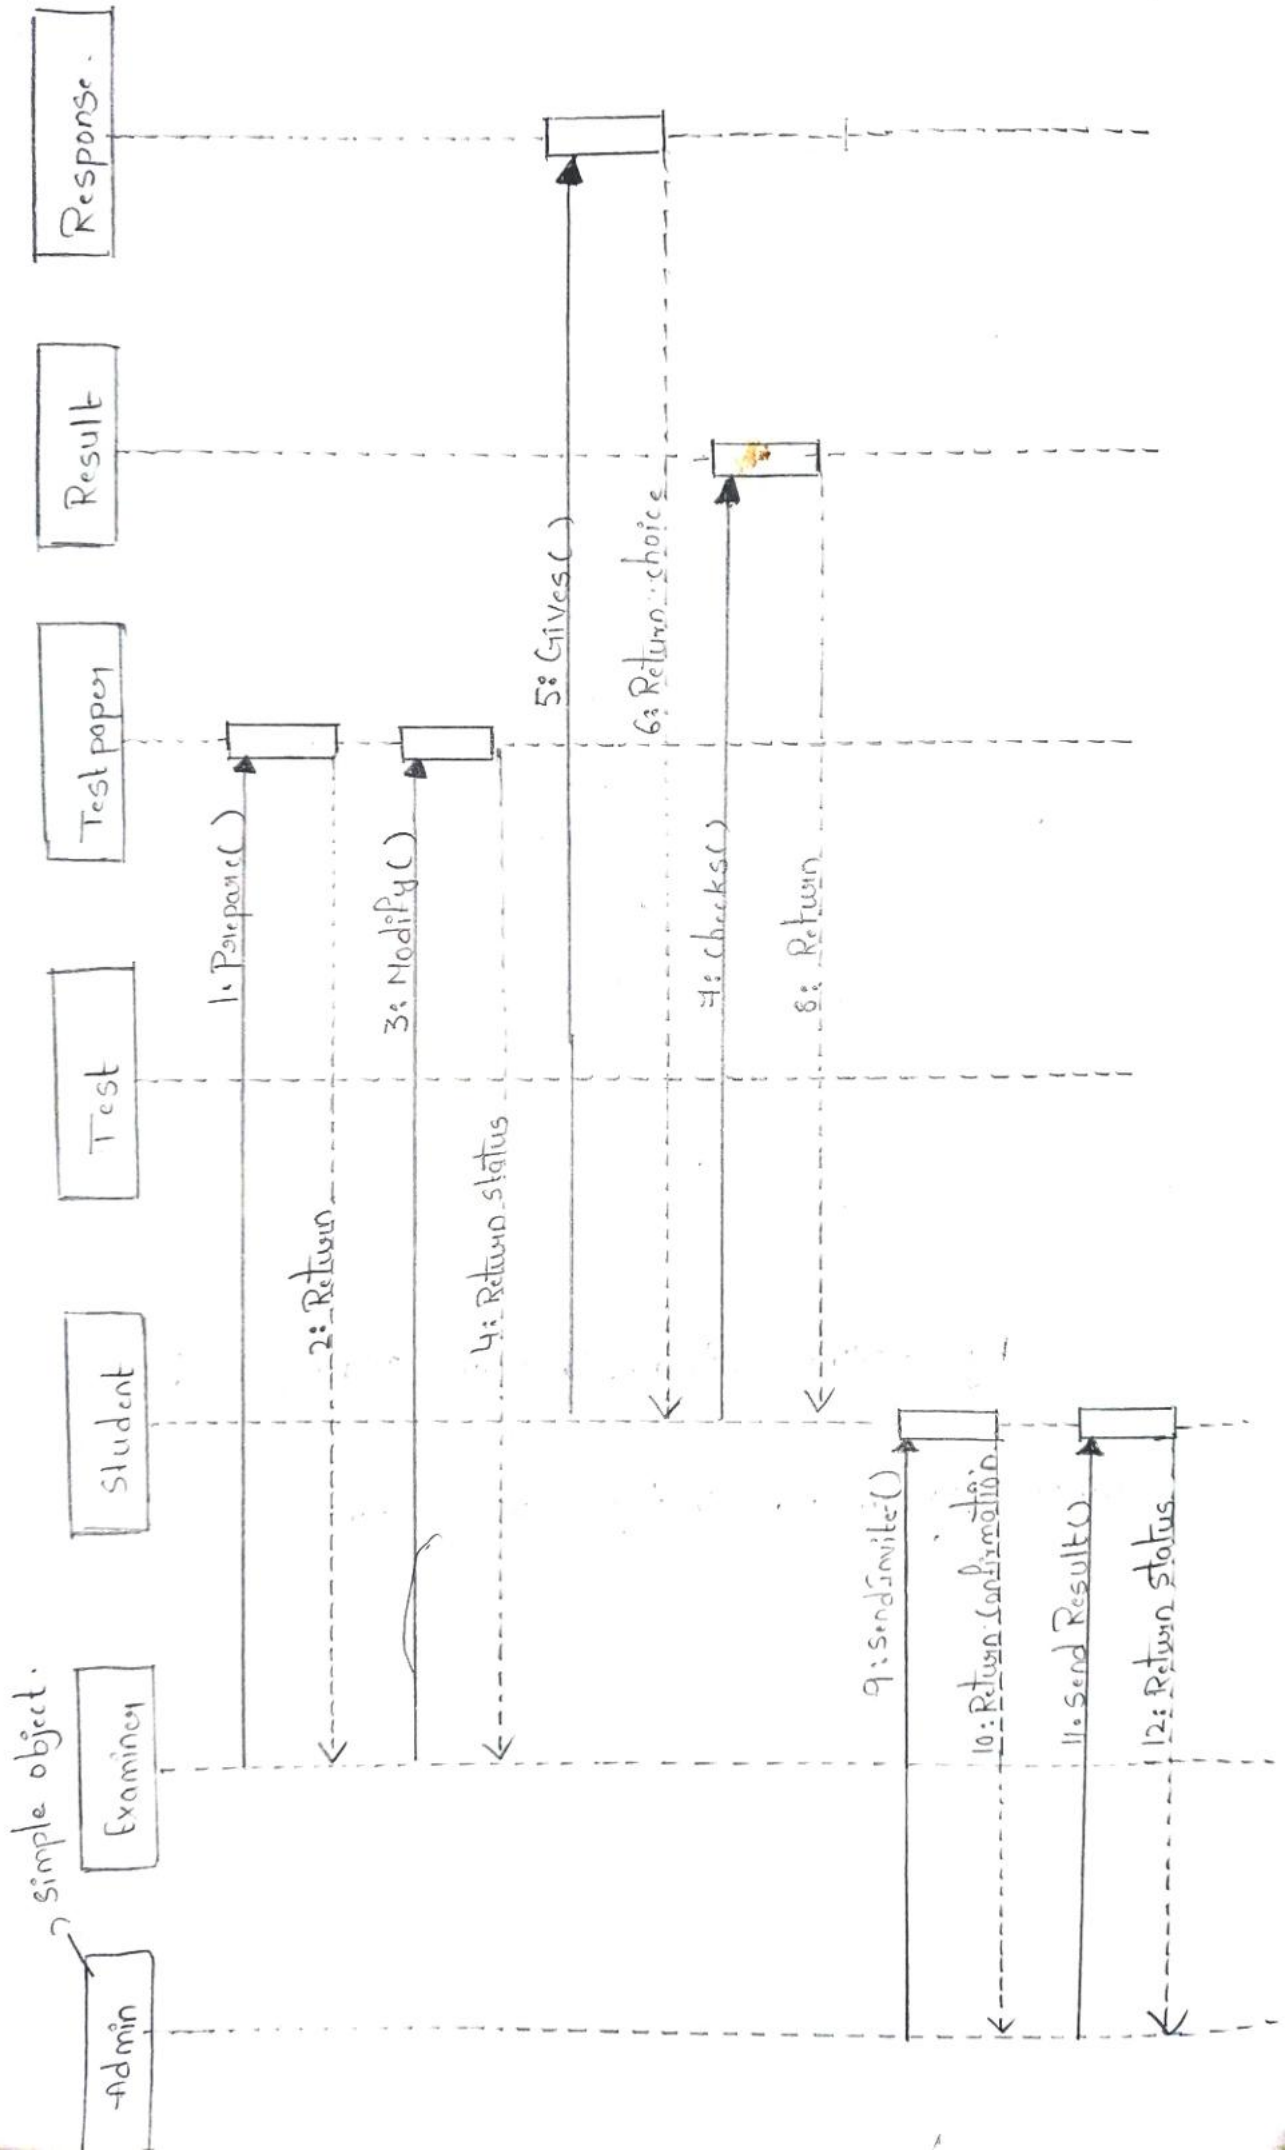 simple object.
Admin
Examiner
Student
Test
Test paper
Result
Response.
1. Prepare()
2: Return
3: Modify()
4: Return status
5: Gives()
6: Return choice
7: Checks()
8: Return
9: sendinvite()
10: Return Confirmation
11. Send Result()
12: Return status